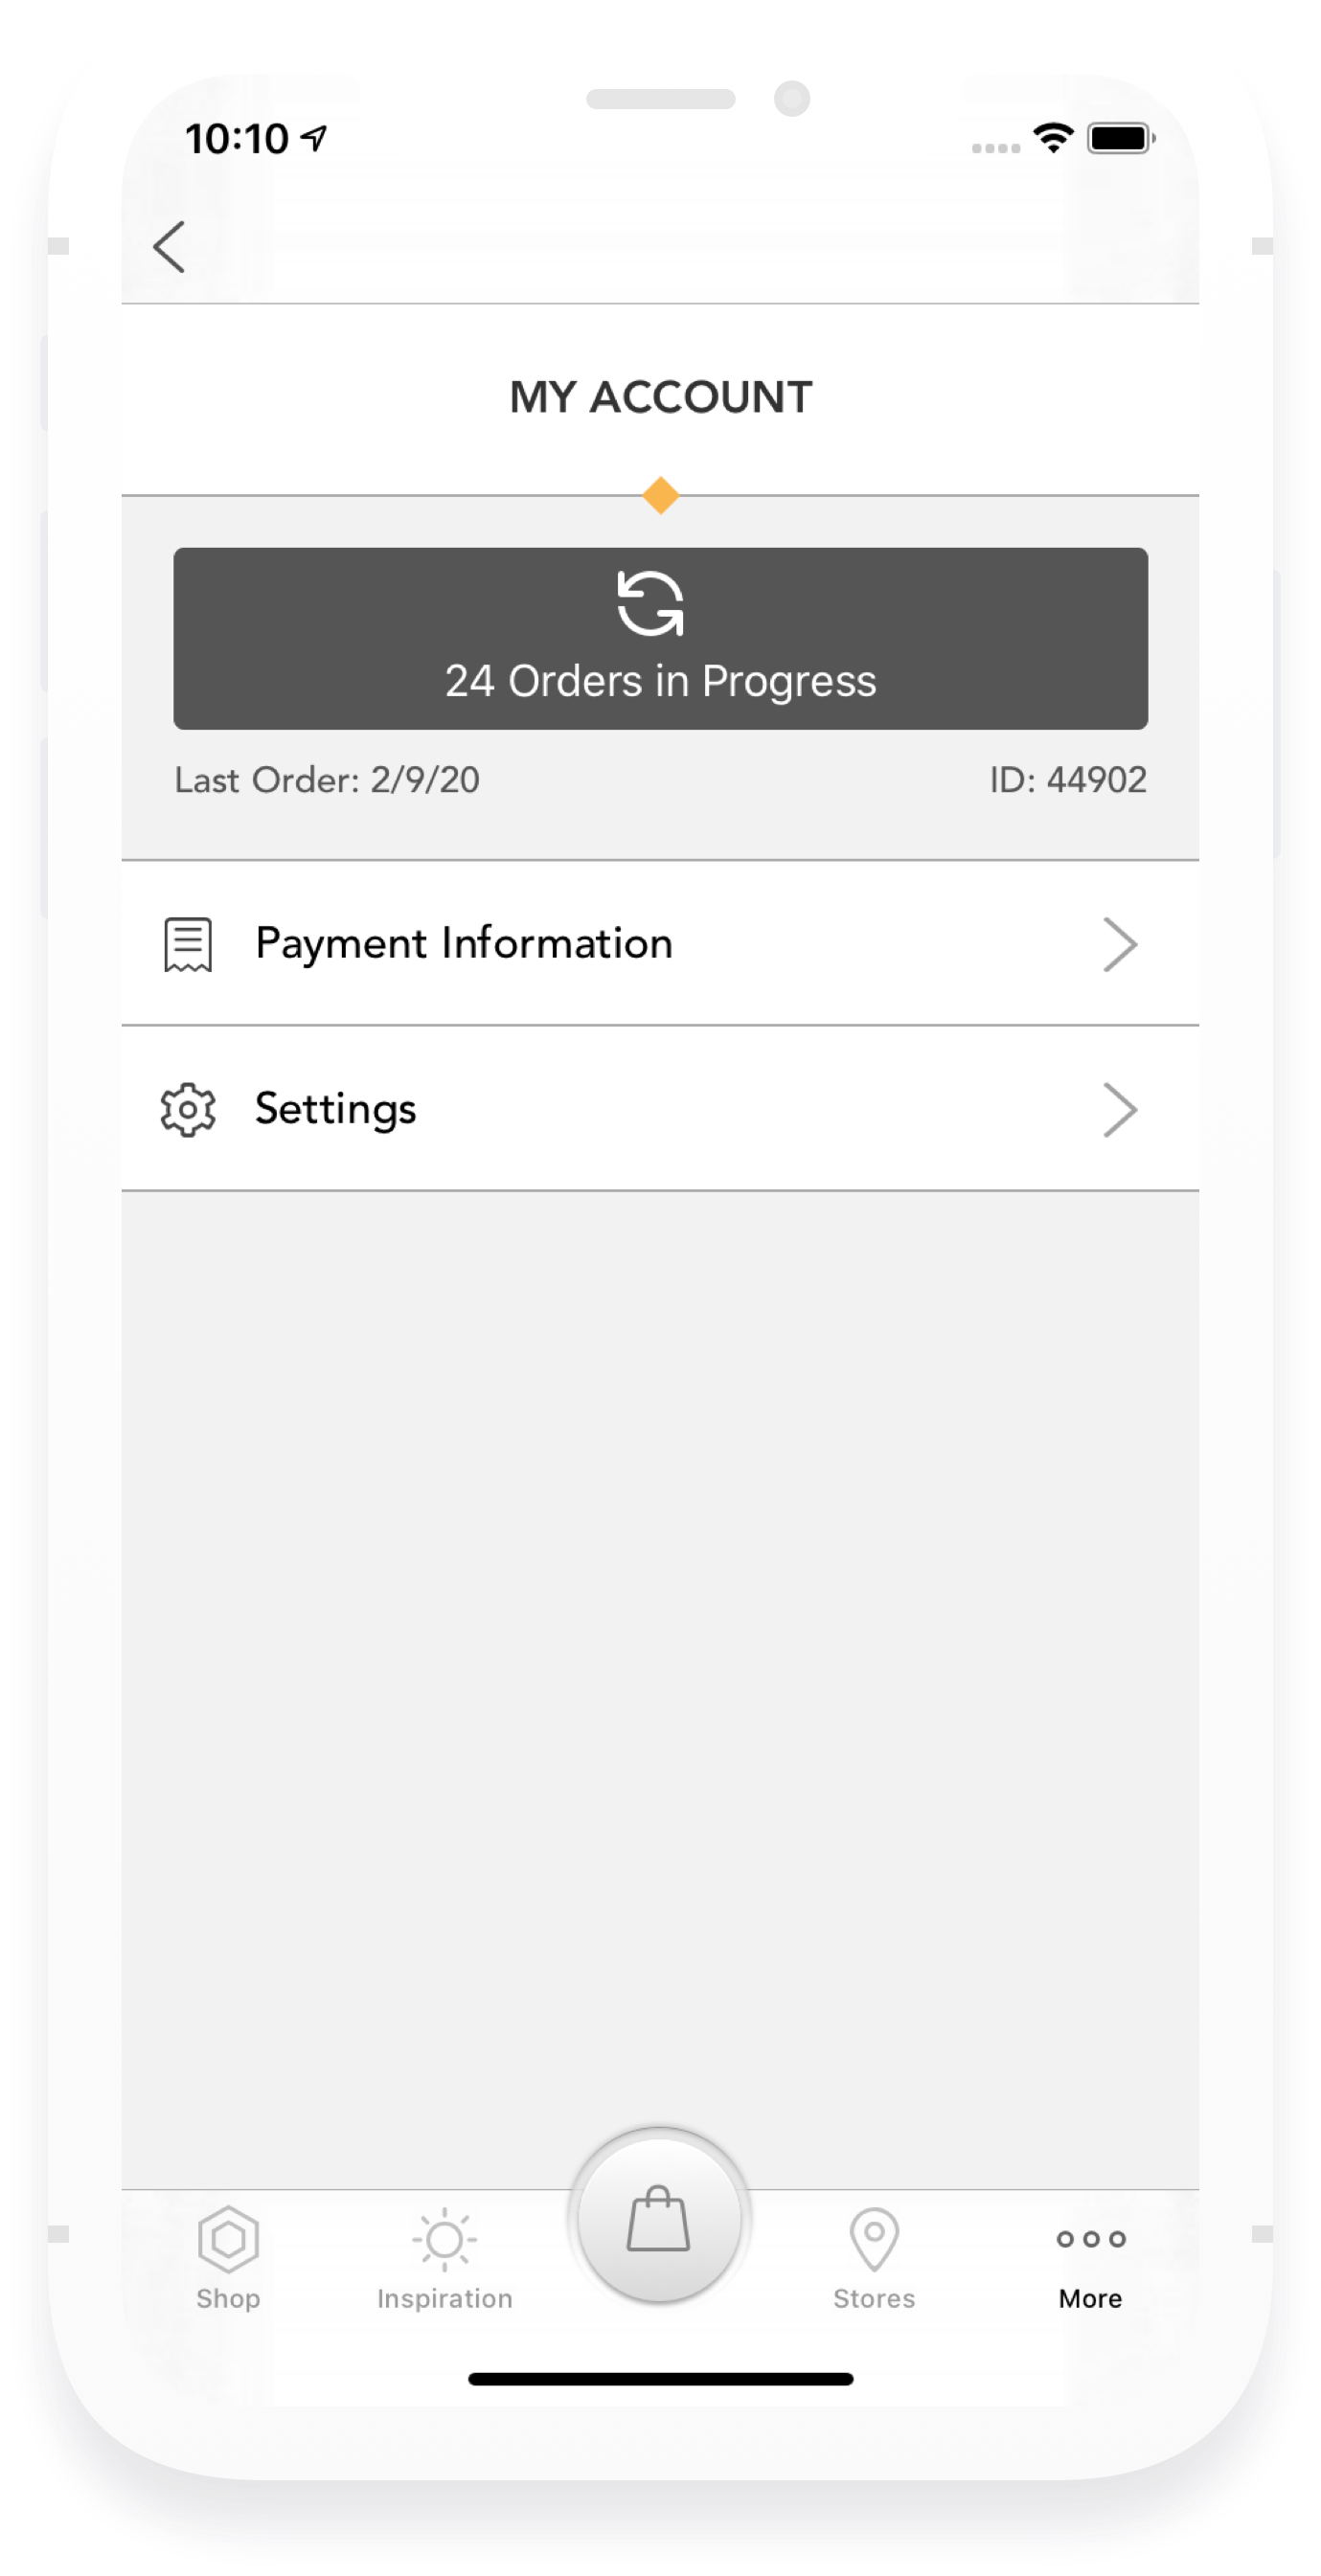 10:10
MY ACCOUNT
24 Orders in Progress
Last Order: 2/9/20 ID: 44902
Payment Information
Settings
Shop Inspiration Stores More